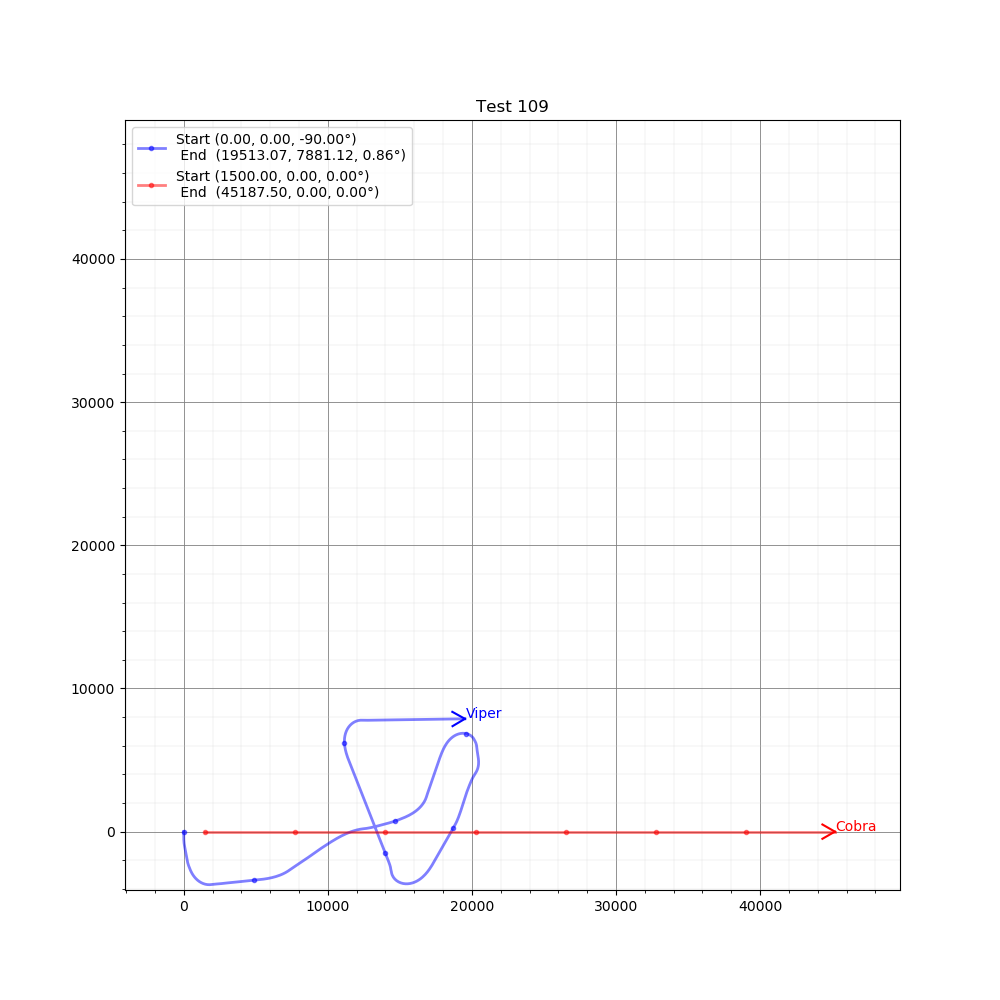 Test 109
Start (0.00, 0.00, -90.00°)
End (19513.07, 7881.12, 0.86°)
Start (1500.00, 0.00, 0.00°)
End (45187.50, 0.00, 0.00°)
40000
30000
20000
10000
0
Viper
Cobra
0
10000
20000
30000
40000